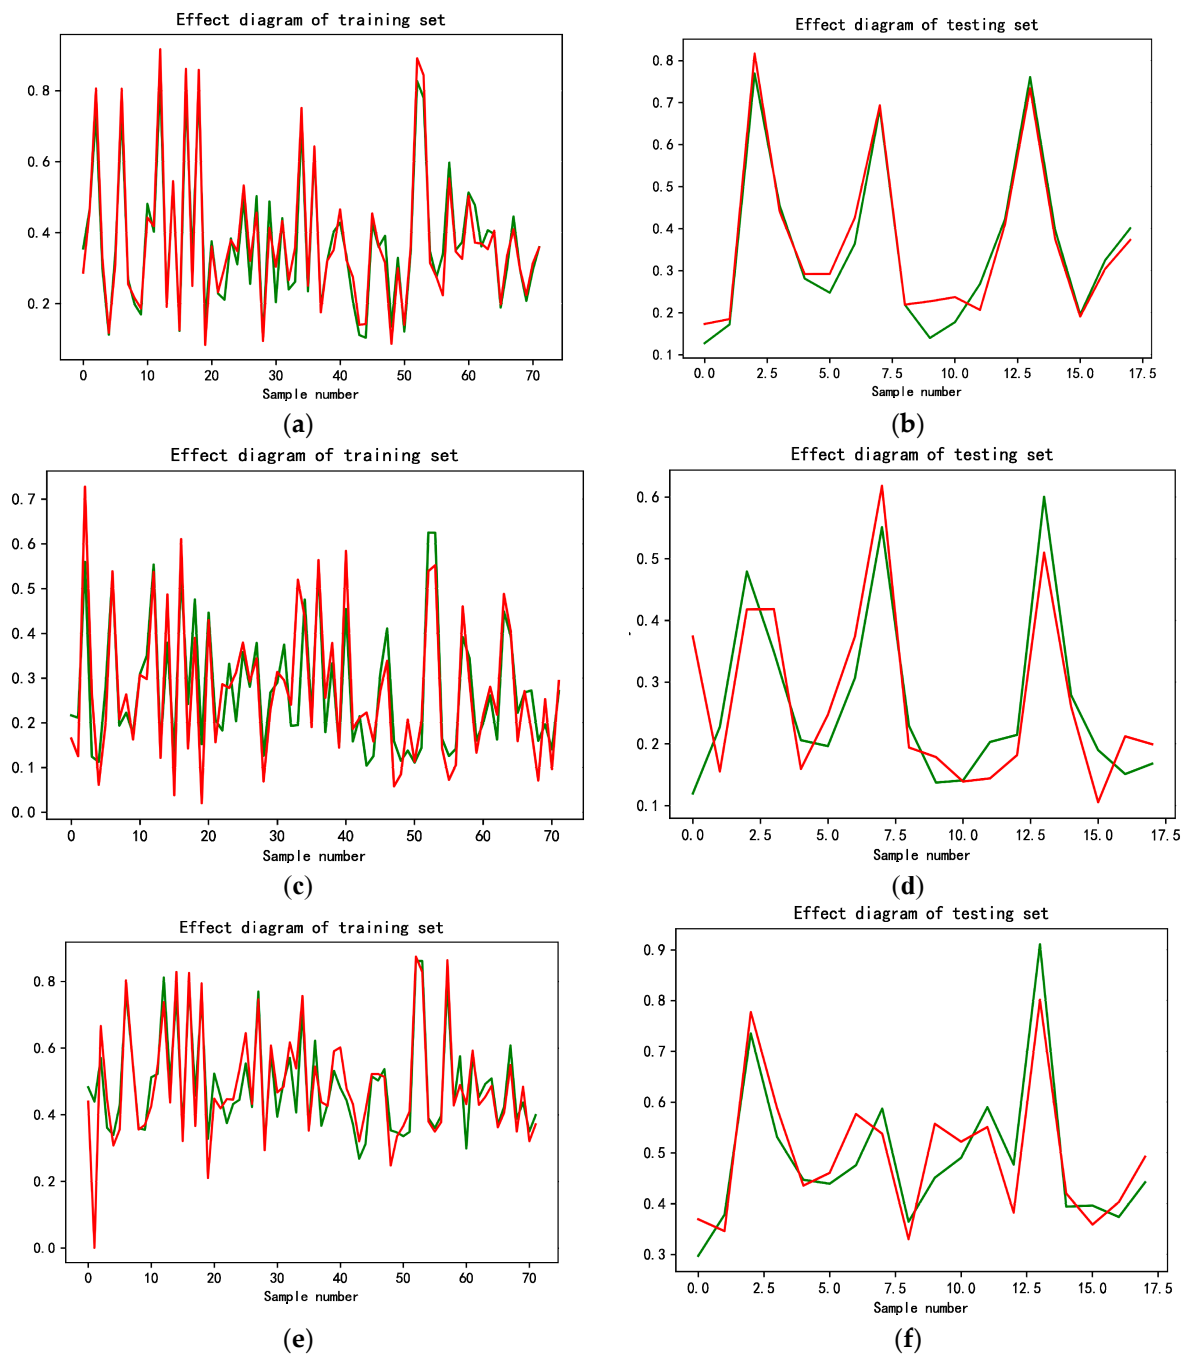 Effect diagram of training set
0.8
0.6
0.4
0.2
0 10 20 30 40 50 60 70
Sample number
(a)
Effect diagram of testing set
0.8
0.7
0.6
0.5
0.4
0.3
0.2
0.1
0.0 2.5 5.0 7.5 10.0 12.5 15.0 17.5
Sample number
(b)
Effect diagram of training set
0.7
0.6
0.5
0.4
0.3
0.2
0.1
0.0
0 10 20 30 40 50 60 70
Sample number
(c)
Effect diagram of testing set
0.6
0.5
0.4
0.3
0.2
0.1
0.0 2.5 5.0 7.5 10.0 12.5 15.0 17.5
Sample number
(d)
Effect diagram of training set
0.8
0.6
0.4
0.2
0.0
0 10 20 30 40 50 60 70
Sample number
(e)
Effect diagram of testing set
0.9
0.8
0.7
0.6
0.5
0.4
0.3
0.0 2.5 5.0 7.5 10.0 12.5 15.0 17.5
Sample number
(f)